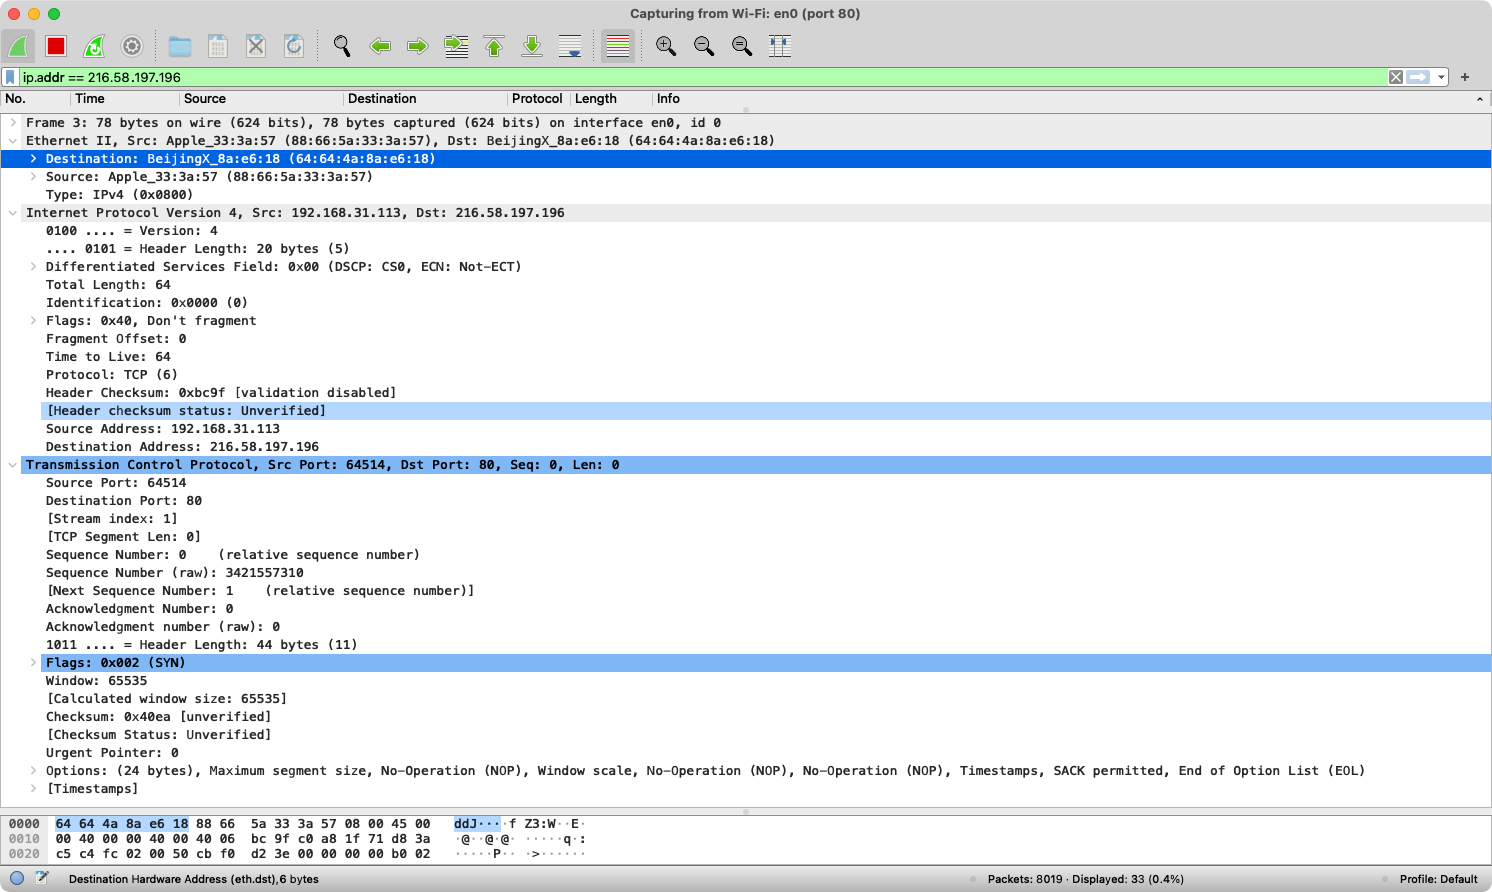 Capturing from Wi-Fi: en0 (port 80)
ip.addr == 216.58.197.196
No. Time Source Destination Protocol Length Info
Frame 3: 78 bytes on wire (624 bits), 78 bytes captured (624 bits) on interface en0, id 0
Ethernet II, Src: Apple_33:3a:57 (88:66:5a:33:3a:57), Dst: BeijingX_8a:e6:18 (64:64:4a:8a:e6:18)
Destination: BeijingX_8a:e6:18 (64:64:4a:8a:e6:18)
Source: Apple_33:3a:57 (88:66:5a:33:3a:57)
Type: IPv4 (0x0800)
Internet Protocol Version 4, Src: 192.168.31.113, Dst: 216.58.197.196
0100 .... = Version: 4
.... 0101 = Header Length: 20 bytes (5)
Differentiated Services Field: 0x00 (DSCP: CS0, ECN: Not-ECT)
Total Length: 64
Identification: 0x0000 (0)
Flags: 0x40, Don't fragment
Fragment Offset: 0
Time to Live: 64
Protocol: TCP (6)
Header Checksum: 0xbc9f [validation disabled]
[Header checksum status: Unverified]
Source Address: 192.168.31.113
Destination Address: 216.58.197.196
Transmission Control Protocol, Src Port: 64514, Dst Port: 80, Seq: 0, Len: 0
Source Port: 64514
Destination Port: 80
[Stream index: 1]
[TCP Segment Len: 0]
Sequence Number: 0    (relative sequence number)
Sequence Number (raw): 3421557310
[Next Sequence Number: 1    (relative sequence number)]
Acknowledgment Number: 0
Acknowledgment number (raw): 0
1011 .... = Header Length: 44 bytes (11)
Flags: 0x002 (SYN)
Window: 65535
[Calculated window size: 65535]
Checksum: 0x40ea [unverified]
[Checksum Status: Unverified]
Urgent Pointer: 0
Options: (24 bytes), Maximum segment size, No-Operation (NOP), Window scale, No-Operation (NOP), No-Operation (NOP), Timestamps, SACK permitted, End of Option List (EOL)
[Timestamps]
0000 64 64 4a 8a e6 18 88 66 5a 33 3a 57 08 00 45 00 ddJ····f Z3:W··E·
0010 00 40 00 00 40 00 40 06 bc 9f c0 a8 1f 71 d8 3a ·@··@·@· ·····q·:
0020 c5 c4 fc 02 00 50 cb f0 d2 3e 00 00 00 00 b0 02 ·····P·· ·>······
Destination Hardware Address (eth.dst),6 bytes
Packets: 8019 · Displayed: 33 (0.4%)
Profile: Default